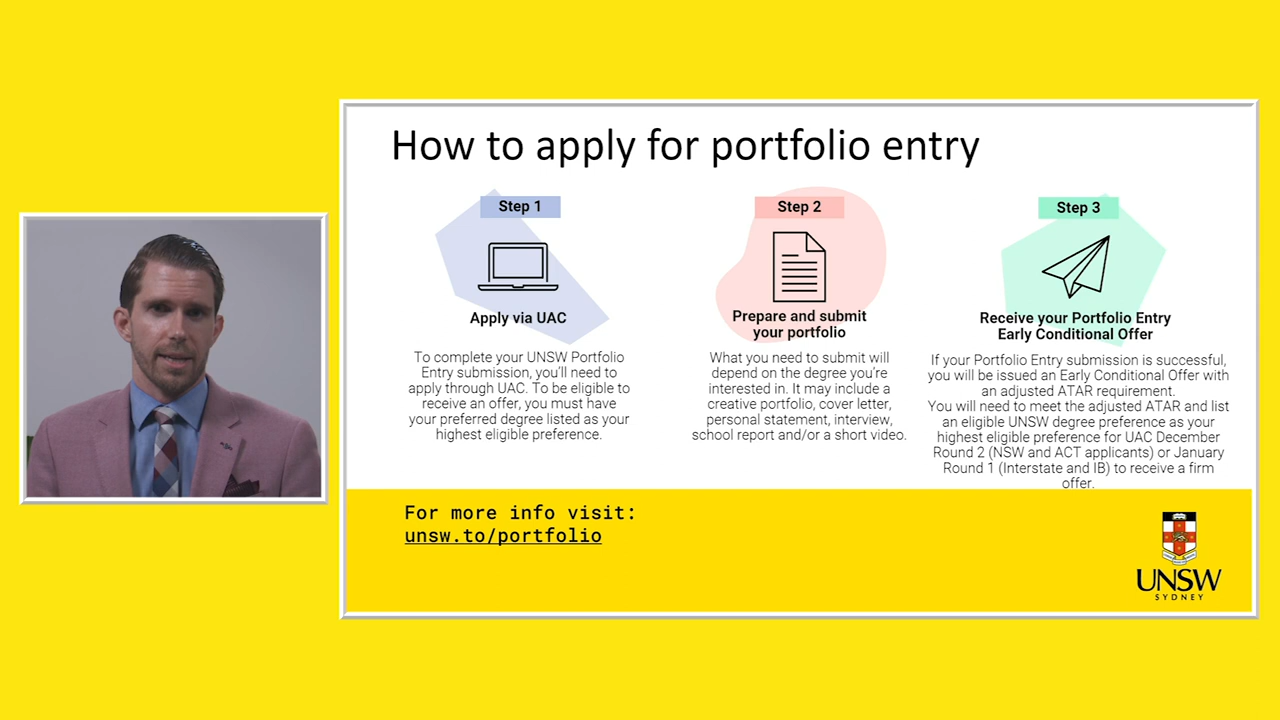 How to apply for portfolio entry
Step 1
Apply via UAC
To complete your UNSW Portfolio
Entry submission, you'll need to
apply through UAC. To be eligible to
receive an offer, you must have
your preferred degree listed as your
highest eligible preference.
Step 2
Prepare and submit
your portfolio
What you need to submit will
depend on the degree you're
interested in. It may include a
creative portfolio, cover letter,
personal statement, interview,
school report and/or a short video.
Step 3
Receive your Portfolio Entry
Early Conditional Offer
If your Portfolio Entry submission is successful,
you will be issued an Early Conditional Offer with
an adjusted ATAR requirement.
You will need to meet the adjusted ATAR and list
an eligible UNSW degree preference as your
highest eligible preference for UAC December
Round 2 (NSW and ACT applicants) or January
Round 1 (Interstate and IB) to receive a firm
offer.
For more info visit:
unsw.to/portfolio
UNSW
SYDNEY